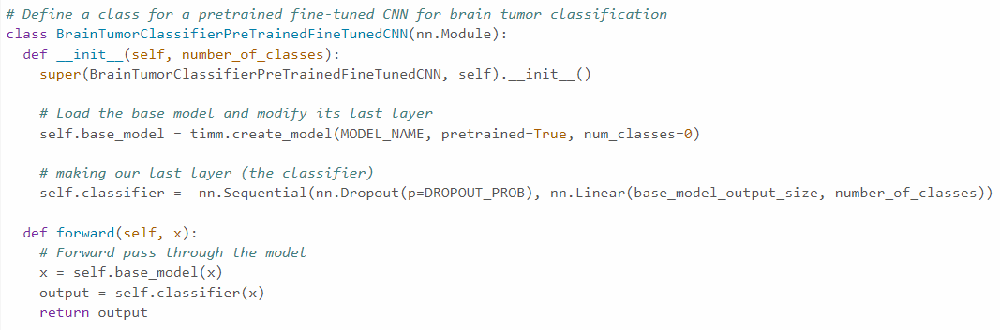 # Define a class for a pretrained fine-tuned CNN for brain tumor classification
class BrainTumorClassifierPreTrainedFineTunedCNN(nn.Module):
  def __init__(self, number_of_classes):
    super(BrainTumorClassifierPreTrainedFineTunedCNN, self).__init__()
    # Load the base model and modify its last layer
    self.base_model = timm.create_model(MODEL_NAME, pretrained=True, num_classes=0)
    # making our last layer (the classifier)
    self.classifier =  nn.Sequential(nn.Dropout(p=DROPOUT_PROB), nn.Linear(base_model_output_size, number_of_classes))
  def forward(self, x):
    # Forward pass through the model
    x = self.base_model(x)
    output = self.classifier(x)
    return output